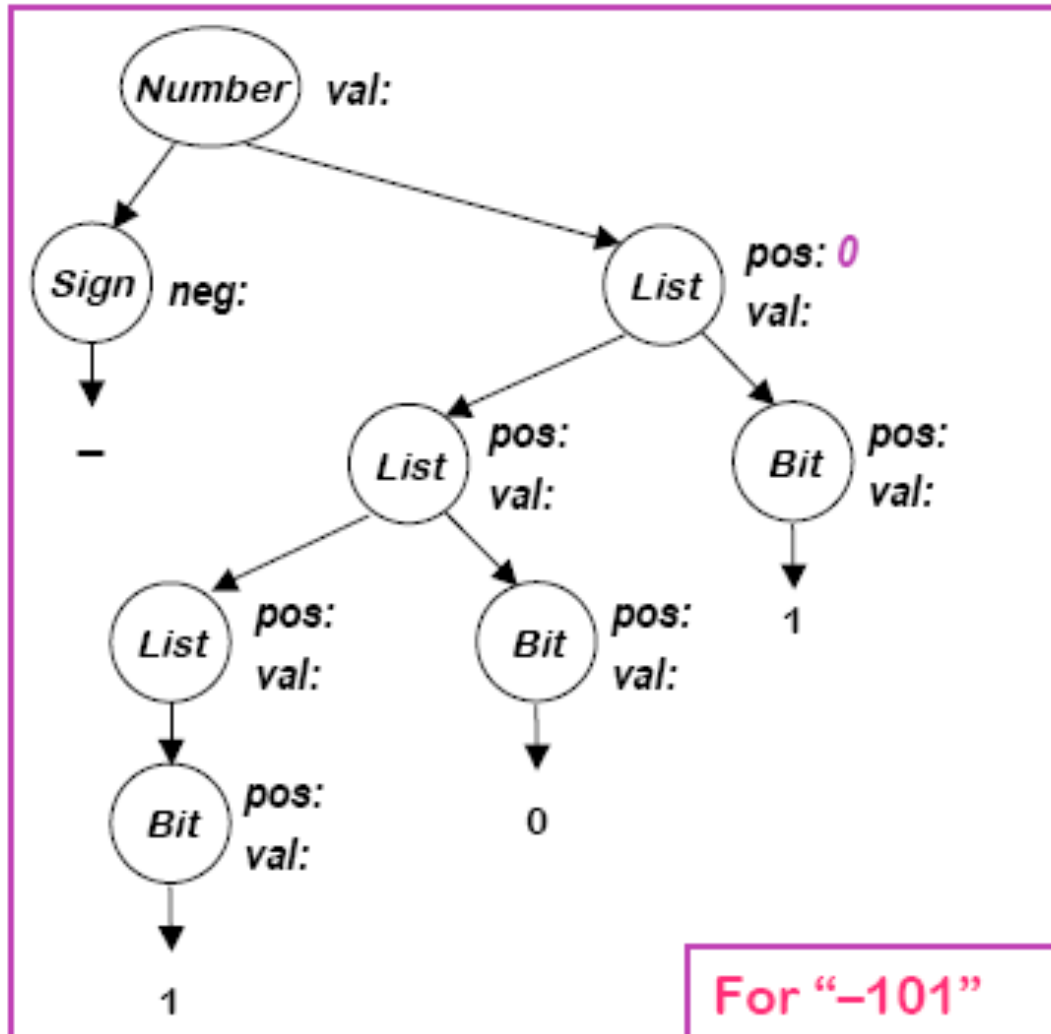 Number val:
Sign neg:
List pos: 0
val:
–
List pos:
val:
Bit pos:
val:
1
List pos:
val:
Bit pos:
val:
0
Bit pos:
val:
1
For “–101”